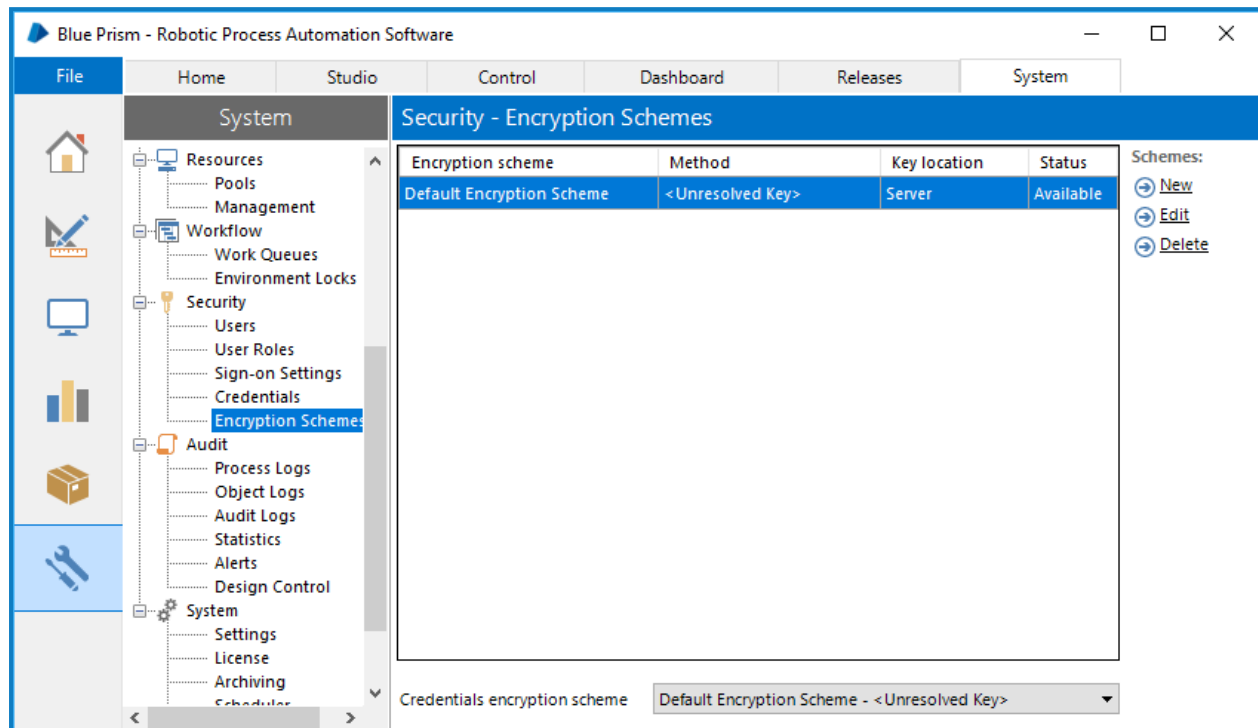 Blue Prism - Robotic Process Automation Software
File Home Studio Control Dashboard Releases System
System
Security - Encryption Schemes
Resources
Pools
Management
Workflow
Work Queues
Environment Locks
Security
Users
User Roles
Sign-on Settings
Credentials
Encryption Schemes
Audit
Process Logs
Object Logs
Audit Logs
Statistics
Alerts
Design Control
System
Settings
License
Archiving
Scheduler
Encryption scheme Method Key location Status
Default Encryption Scheme <Unresolved Key> Server Available
Schemes:
New
Edit
Delete
Credentials encryption scheme Default Encryption Scheme - <Unresolved Key>